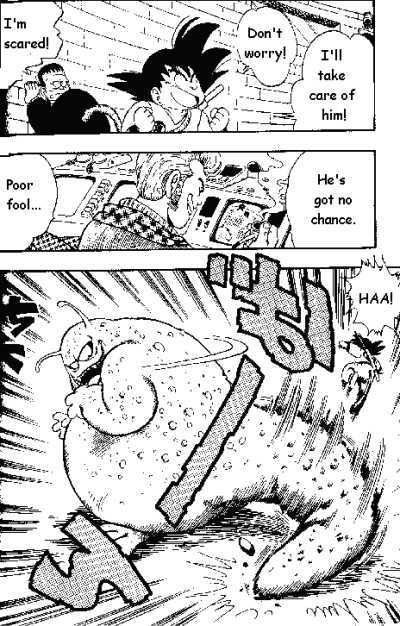 I'm
scared!
Don't
worry!
I'll
take
care of
him!
Poor
fool...
He's
got no
chance.
HAA!